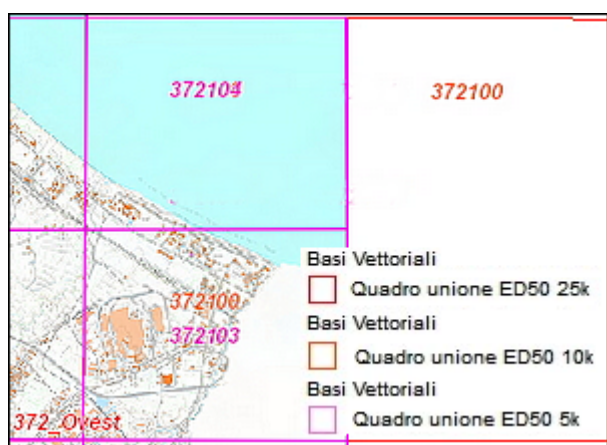 372104
372100
Basi Vettoriali
Quadro unione ED50 25k
372100
Basi Vettoriali
372103
Quadro unione ED50 10k
Basi Vettoriali
372_Ovest
Quadro unione ED50 5k